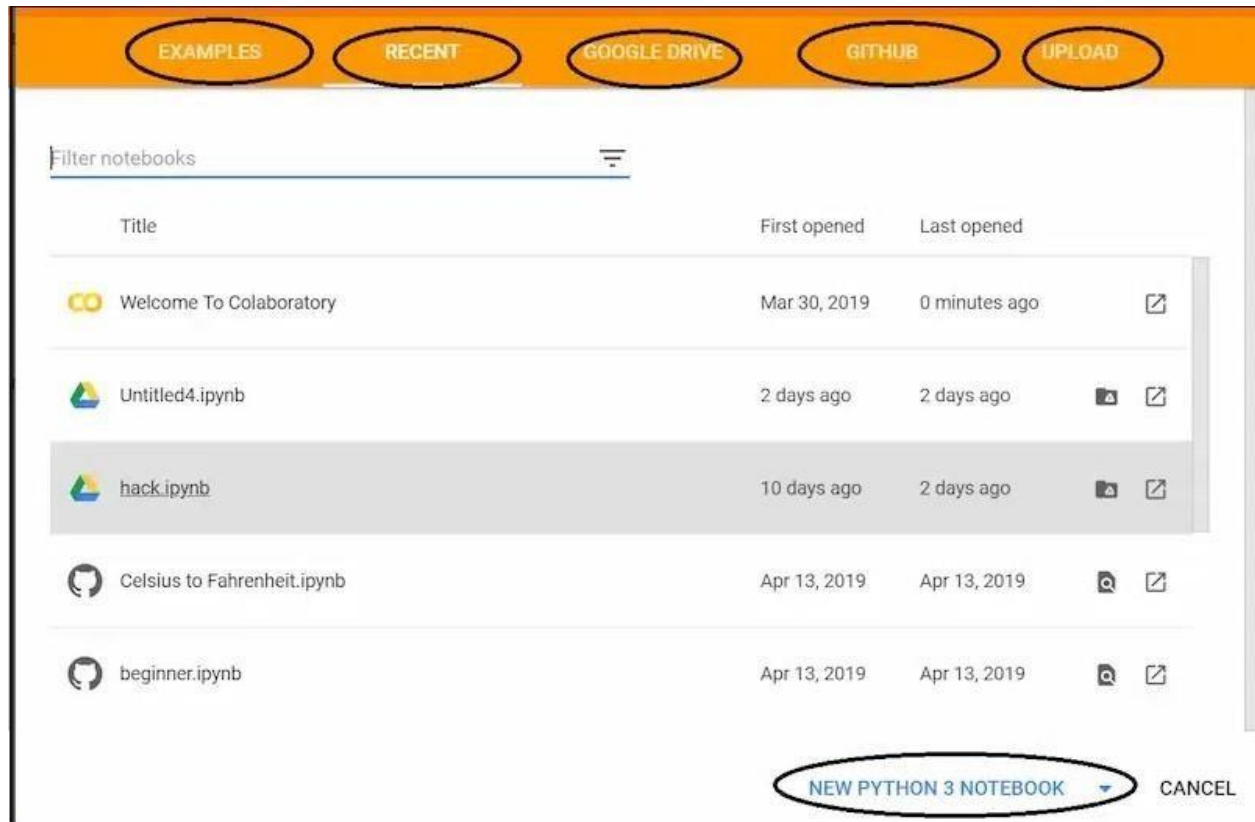 EXAMPLES RECENT GOOGLE DRIVE GITHUB UPLOAD
Filter notebooks
Title First opened Last opened
CO Welcome To Colaboratory Mar 30, 2019 0 minutes ago
Untitled4.ipynb 2 days ago 2 days ago
hack.ipynb 10 days ago 2 days ago
Celsius to Fahrenheit.ipynb Apr 13, 2019 Apr 13, 2019
beginner.ipynb Apr 13, 2019 Apr 13, 2019
NEW PYTHON 3 NOTEBOOK CANCEL